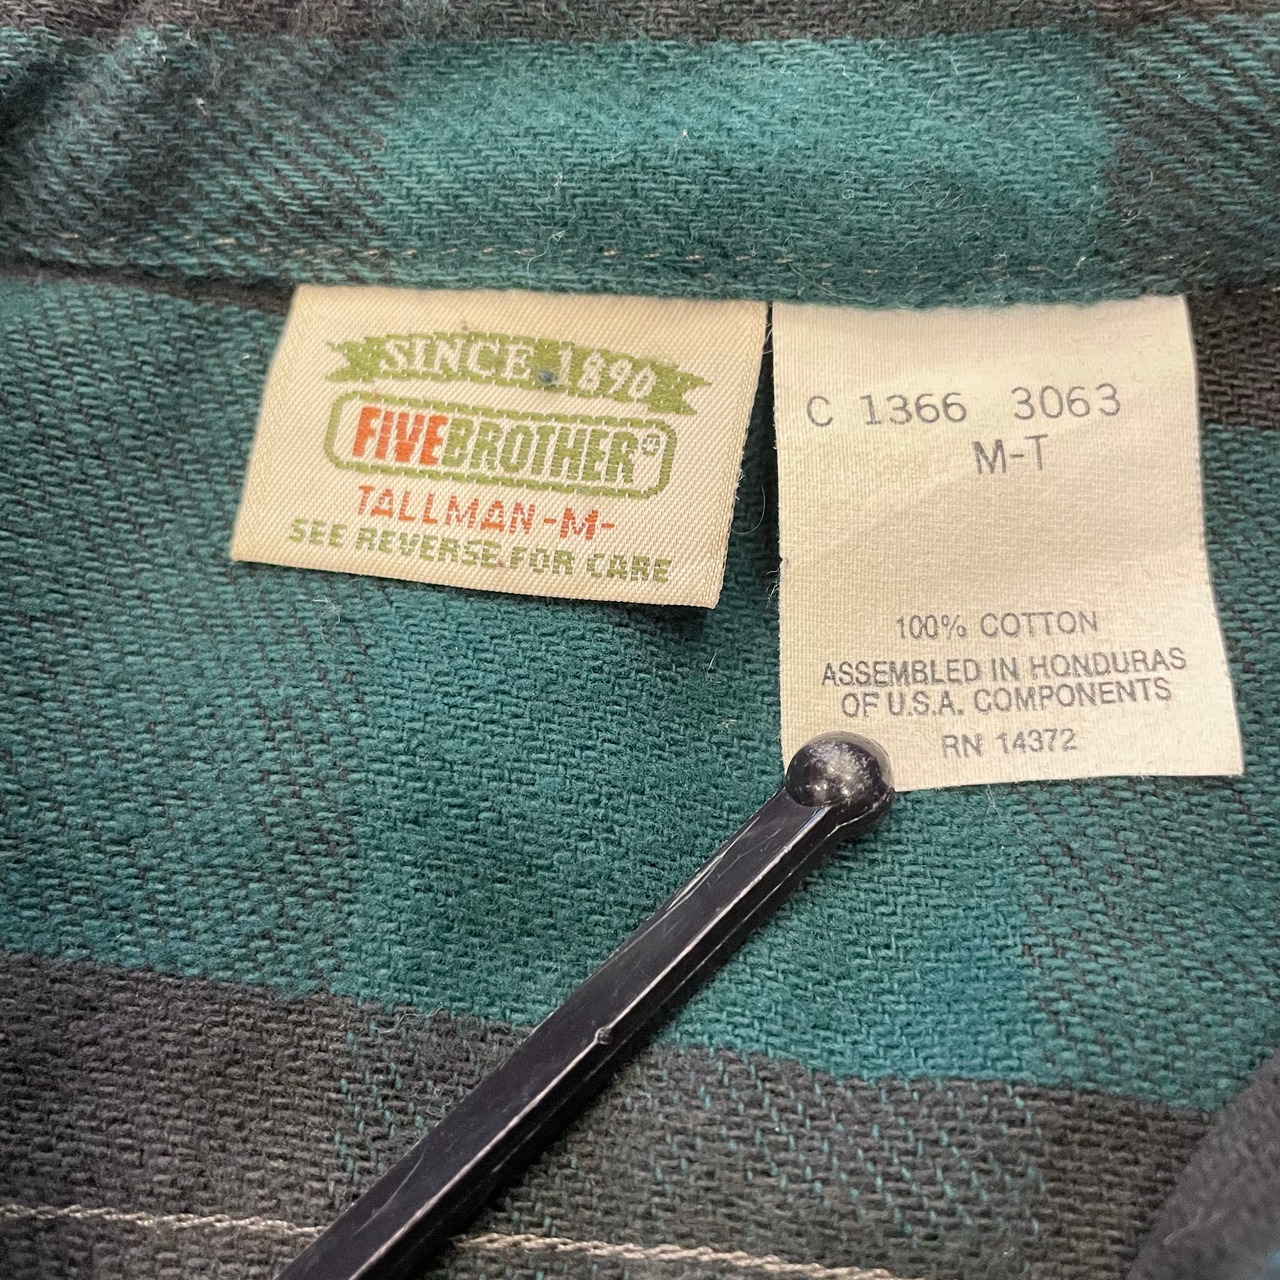 SINCE 1890
FIVEBROTHER®
TALLMAN -M-
SEE REVERSE FOR CARE
C 1366 3063
M-T
100% COTTON
ASSEMBLED IN HONDURAS
OF U.S.A. COMPONENTS
RN 14372